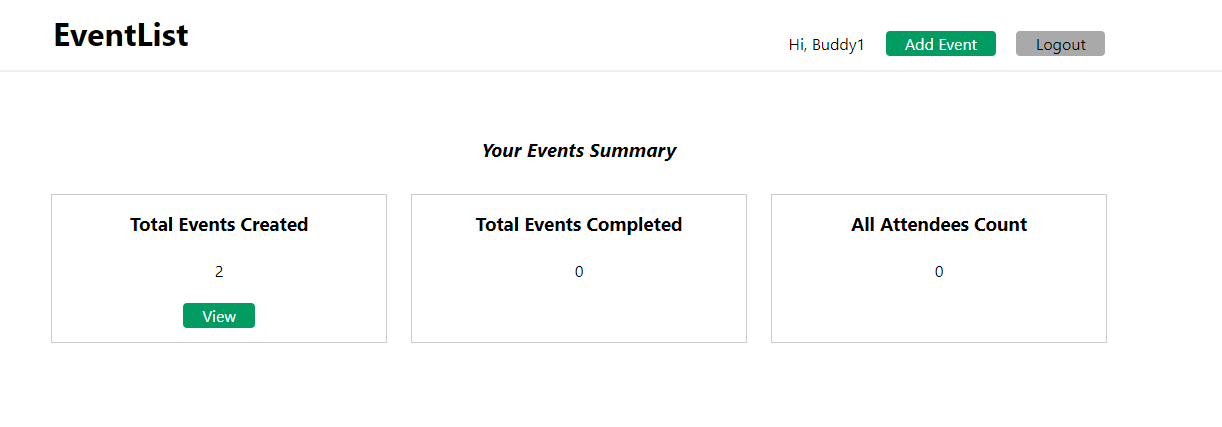 EventList
Hi, Buddy1 Add Event Logout
Your Events Summary
Total Events Created
2
View
Total Events Completed
0
All Attendees Count
0